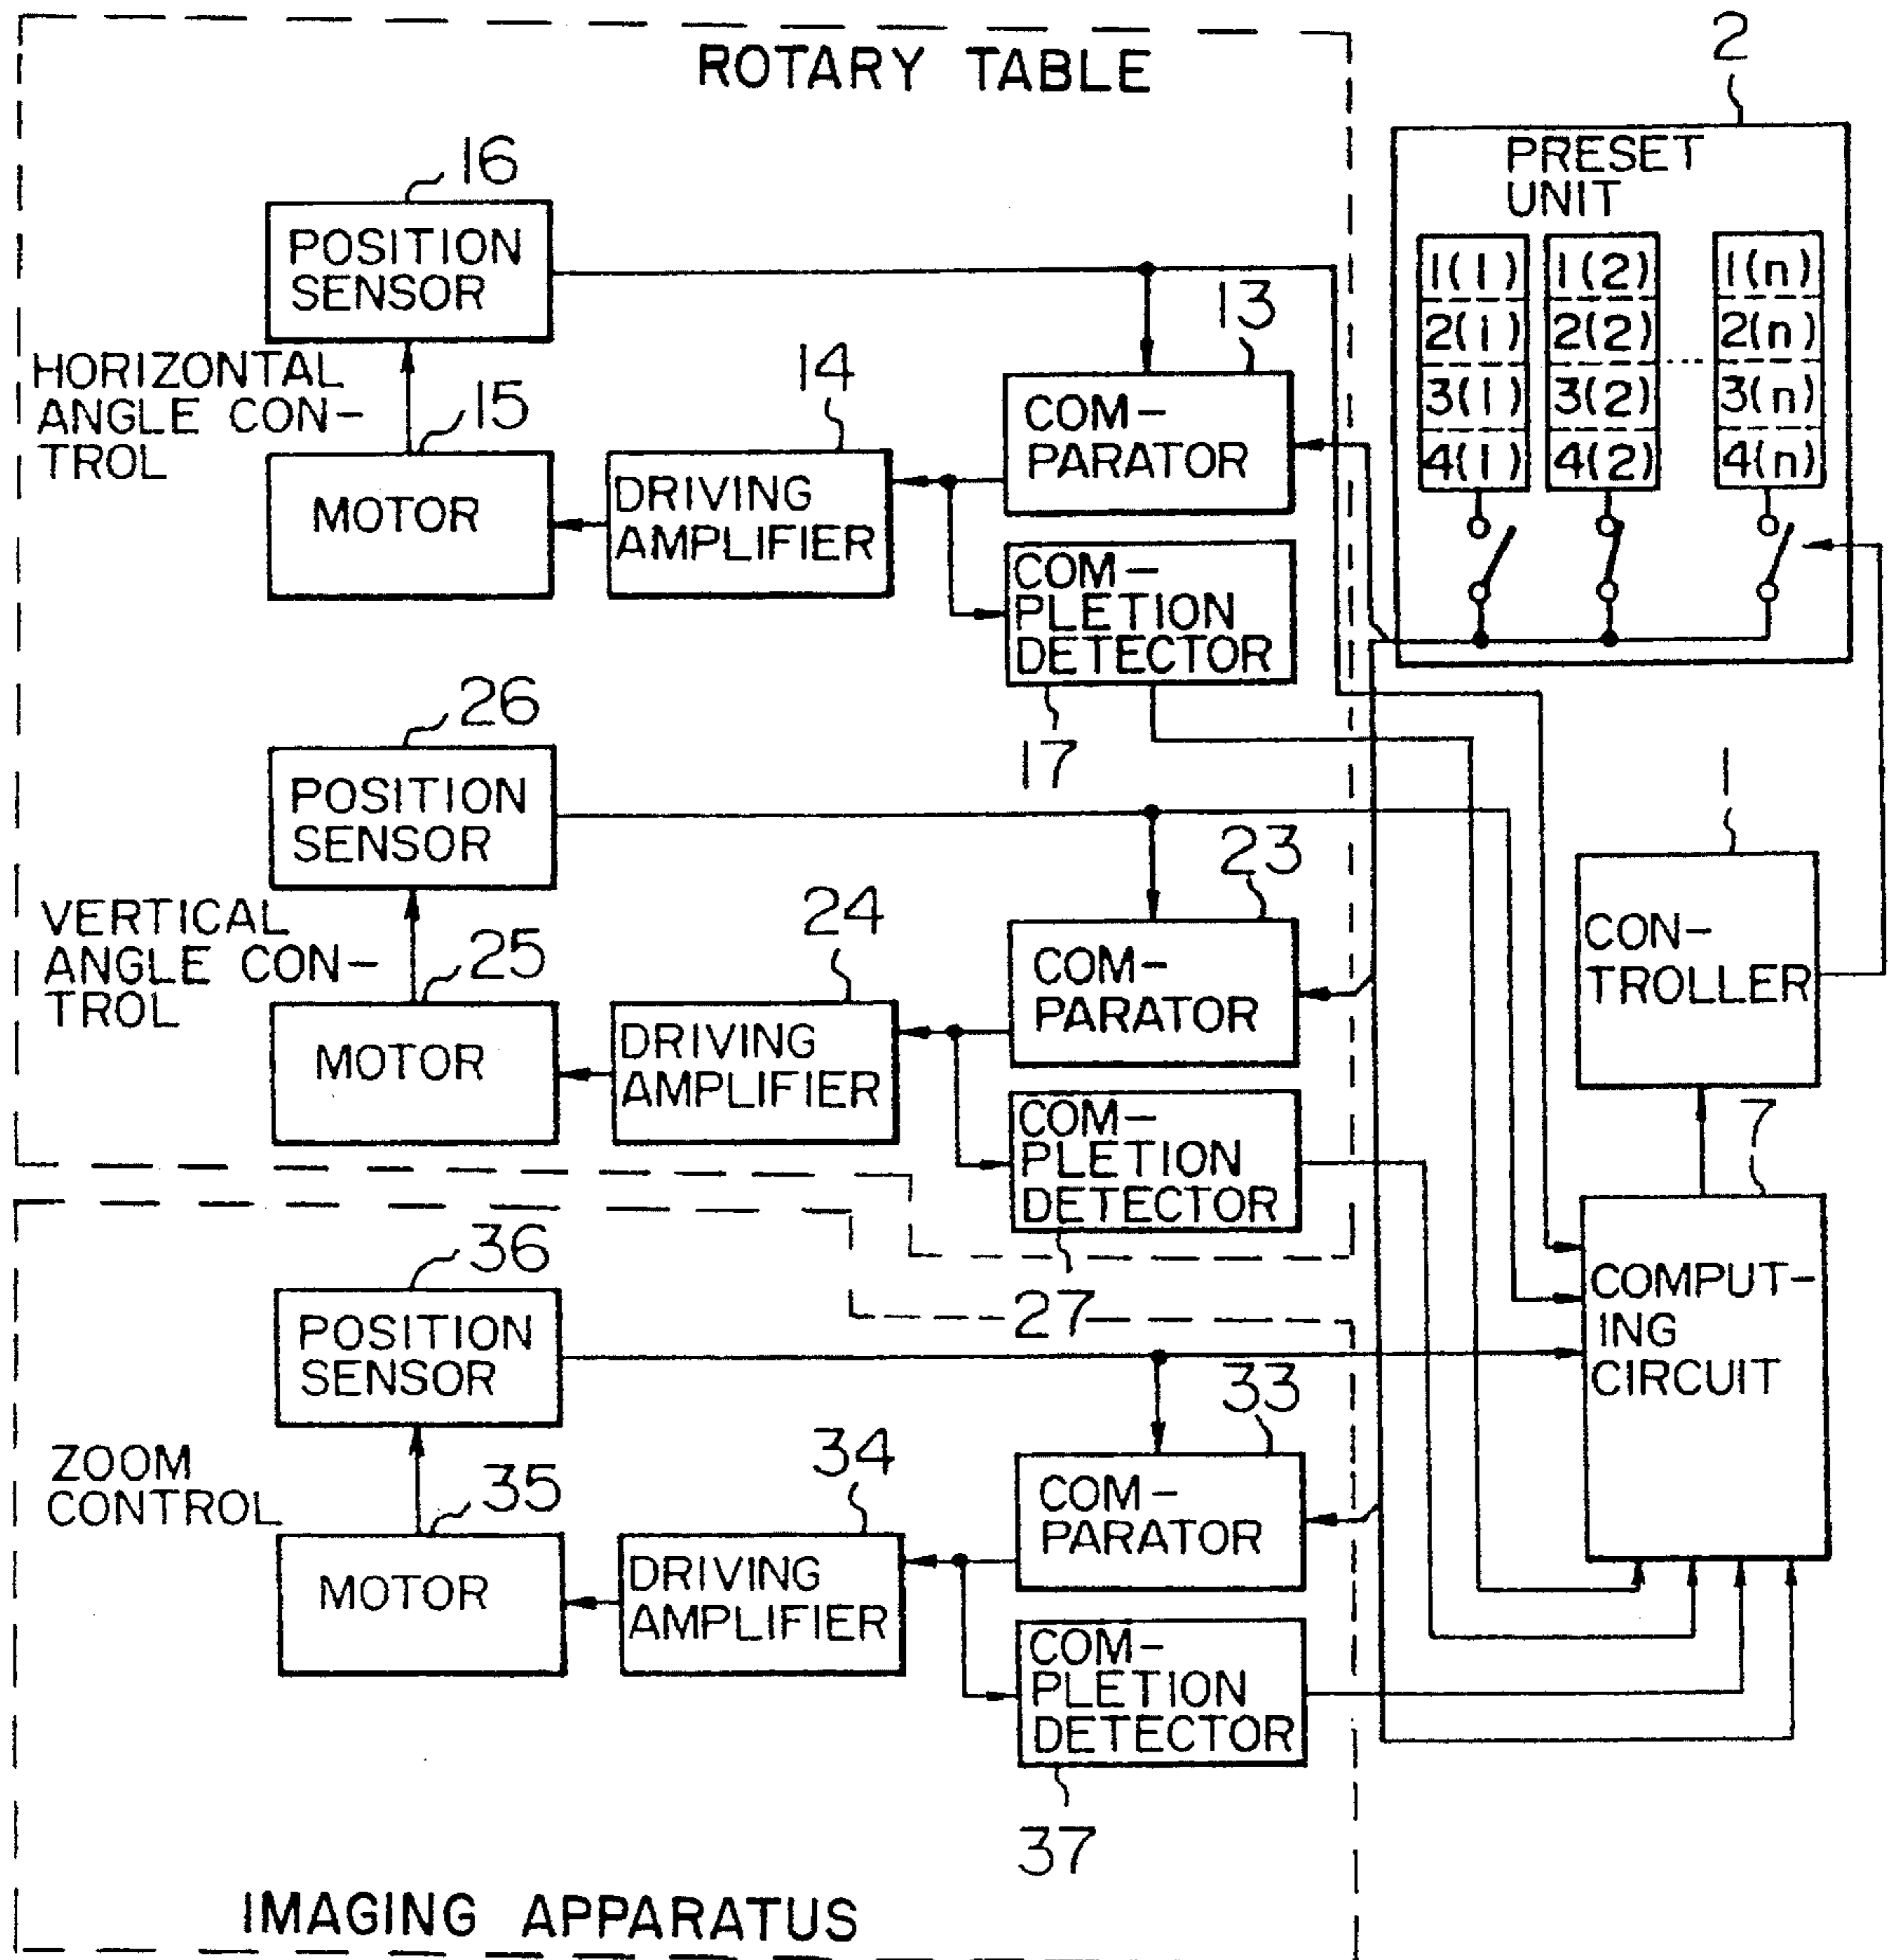 ROTARY TABLE
2
PRESET
UNIT
1(1)
2(1)
3(1)
4(1)
1(2)
2(2)
3(2)
4(2)
1(n)
2(n)
3(n)
4(n)
16
POSITION
SENSOR
HORIZONTAL
ANGLE CON-
TROL
15
MOTOR
14
DRIVING
AMPLIFIER
13
COM-
PARATOR
COM-
PLETION
DETECTOR
17
26
POSITION
SENSOR
VERTICAL
ANGLE CON-
TROL
25
MOTOR
24
DRIVING
AMPLIFIER
23
COM-
PARATOR
COM-
PLETION
DETECTOR
27
1
CON-
TROLLER
7
COMPUT-
ING
CIRCUIT
36
POSITION
SENSOR
ZOOM
CONTROL
35
MOTOR
34
DRIVING
AMPLIFIER
33
COM-
PARATOR
COM-
PLETION
DETECTOR
37
IMAGING APPARATUS